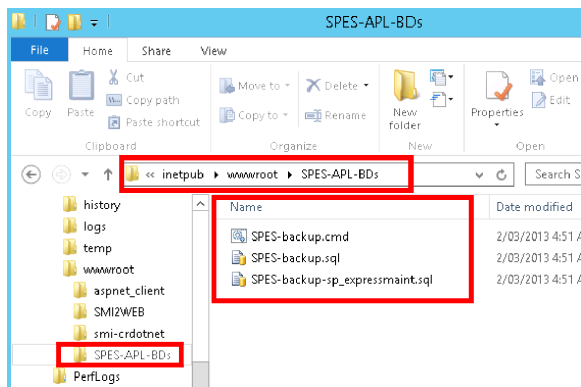 SPES-APL-BDs
File Home Share View
Copy
Paste
Cut
Copy path
Paste shortcut
Clipboard
Move to
Copy to
Delete
Rename
Organize
New folder
New
Properties
Open
Edit
Open
« inetpub wwwroot SPES-APL-BDs
Search S
history
logs
temp
wwwroot
aspnet_client
SMI2WEB
smi-crdotnet
SPES-APL-BDs
PerfLogs
Name Date modified
SPES-backup.cmd 2/03/2013 4:51 A
SPES-backup.sql 2/03/2013 4:51 A
SPES-backup-sp_expressmaint.sql 2/03/2013 4:51 A